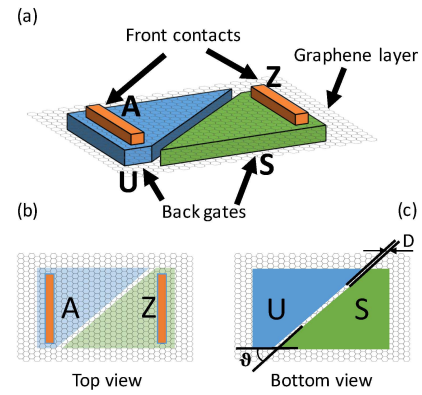 (a)
Front contacts
Graphene layer
A
Z
U
S
Back gates
(b)
(c)
D
A
Z
U
S
ϑ
Top view
Bottom view